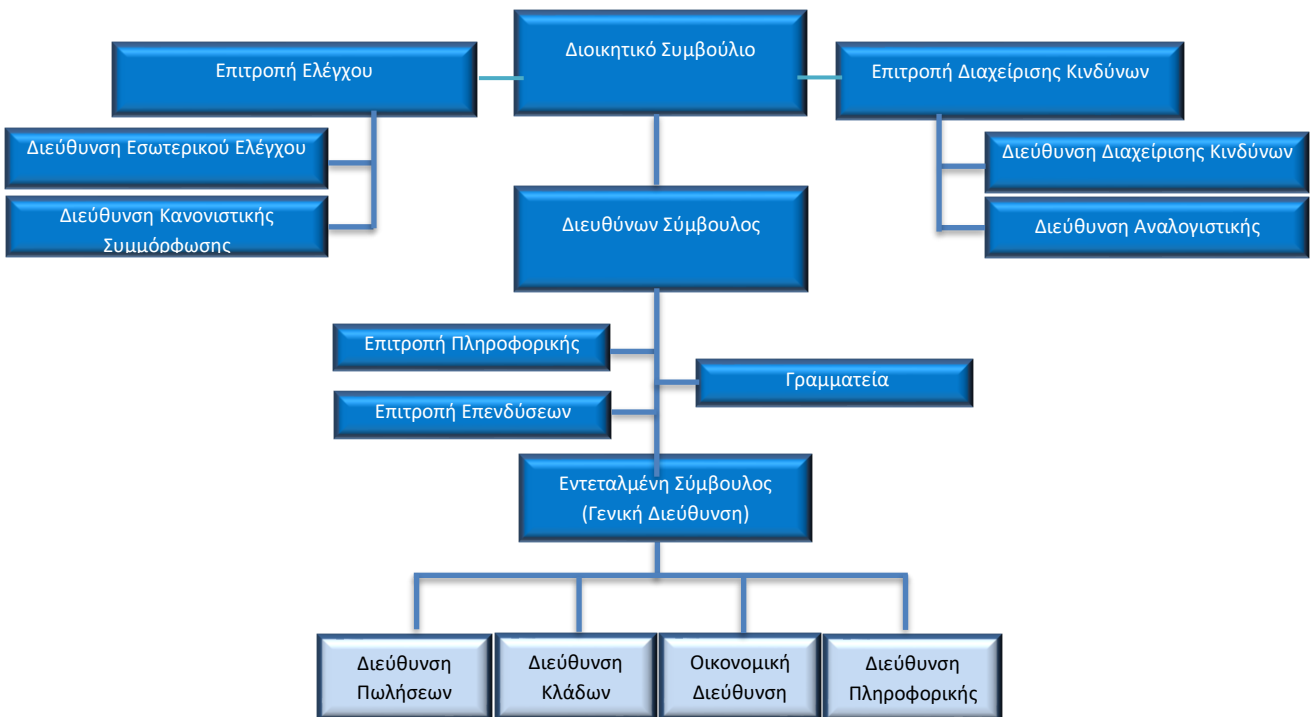 Διοικητικό Συμβούλιο
Επιτροπή Ελέγχου
Επιτροπή Διαχείρισης Κινδύνων
Διεύθυνση Εσωτερικού Ελέγχου
Διεύθυνση Διαχείρισης Κινδύνων
Διεύθυνση Κανονιστικής
Συμμόρφωσης
Διευθύνων Σύμβουλος
Διεύθυνση Αναλογιστικής
Επιτροπή Πληροφορικής
Γραμματεία
Επιτροπή Επενδύσεων
Εντεταλμένη Σύμβουλος
(Γενική Διεύθυνση)
Διεύθυνση
Πωλήσεων
Διεύθυνση
Κλάδων
Οικονομική
Διεύθυνση
Διεύθυνση
Πληροφορικής